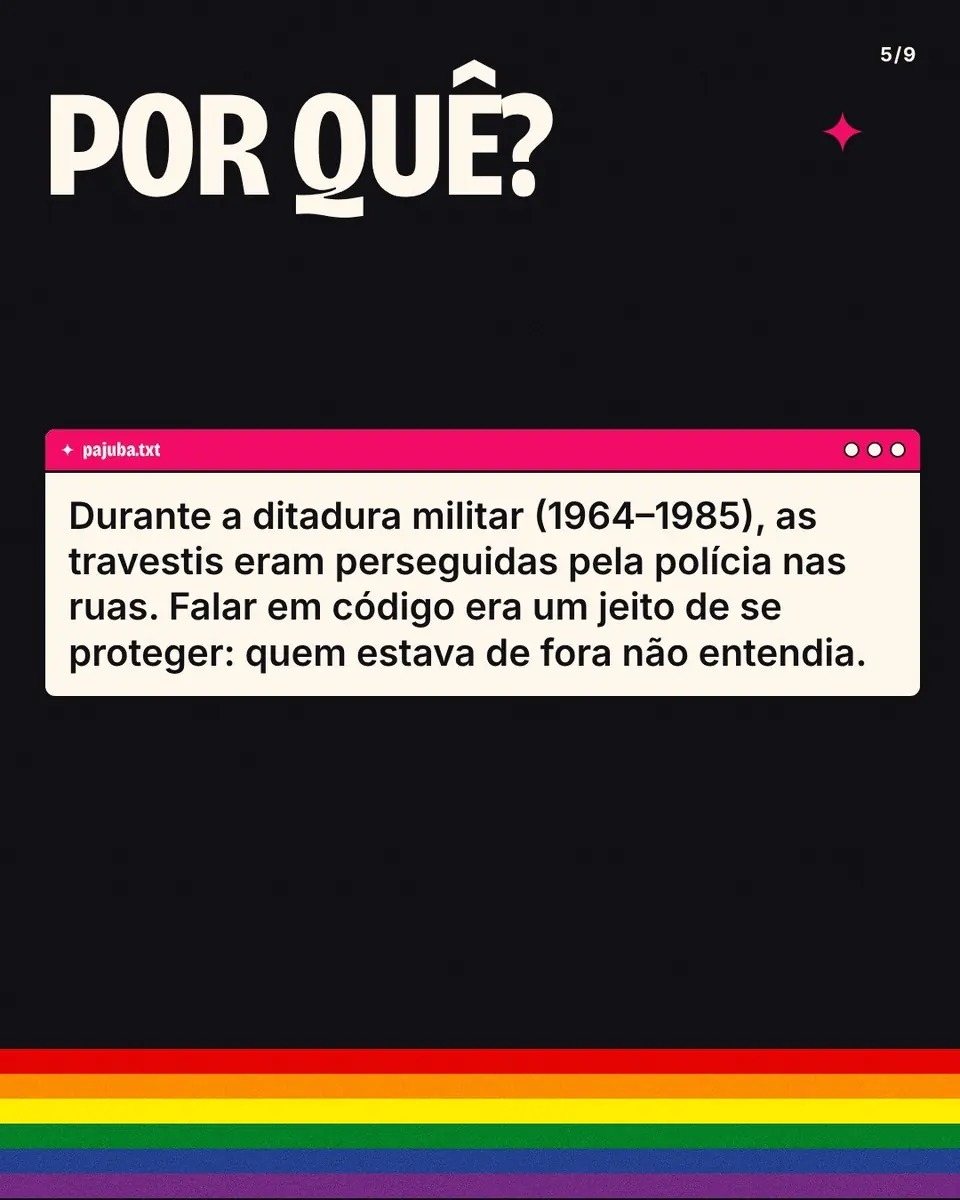 5/9
POR QUÊ?
pajuba.txt
Durante a ditadura militar (1964–1985), as
travestis eram perseguidas pela polícia nas
ruas. Falar em código era um jeito de se
proteger: quem estava de fora não entendia.